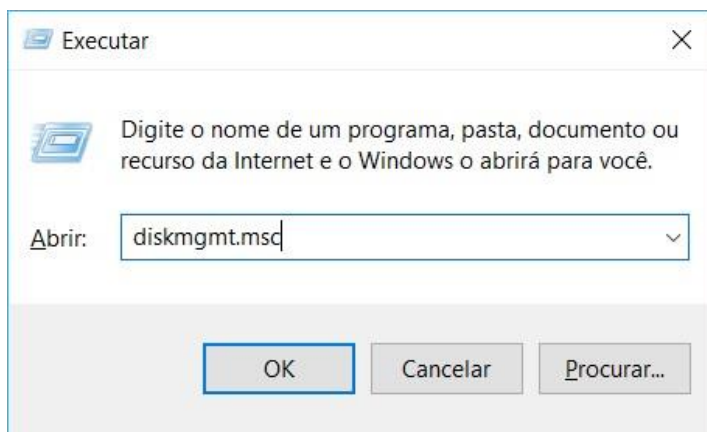 Executar
Digite o nome de um programa, pasta, documento ou
recurso da Internet e o Windows o abrirá para você.
Abrir: diskmgmt.msc
OK Cancelar Procurar...